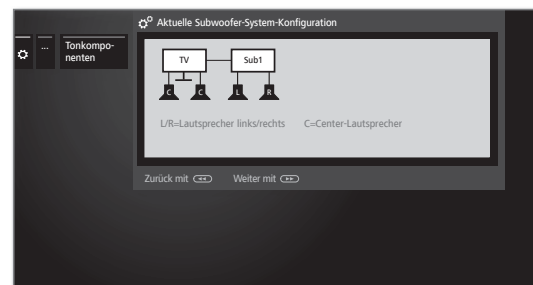 Aktuelle Subwoofer-System-Konfiguration
...
Tonkompo-
nenten
TV Sub1
C C L R
L/R=Lautsprecher links/rechts C=Center-Lautsprecher
Zurück mit Weiter mit